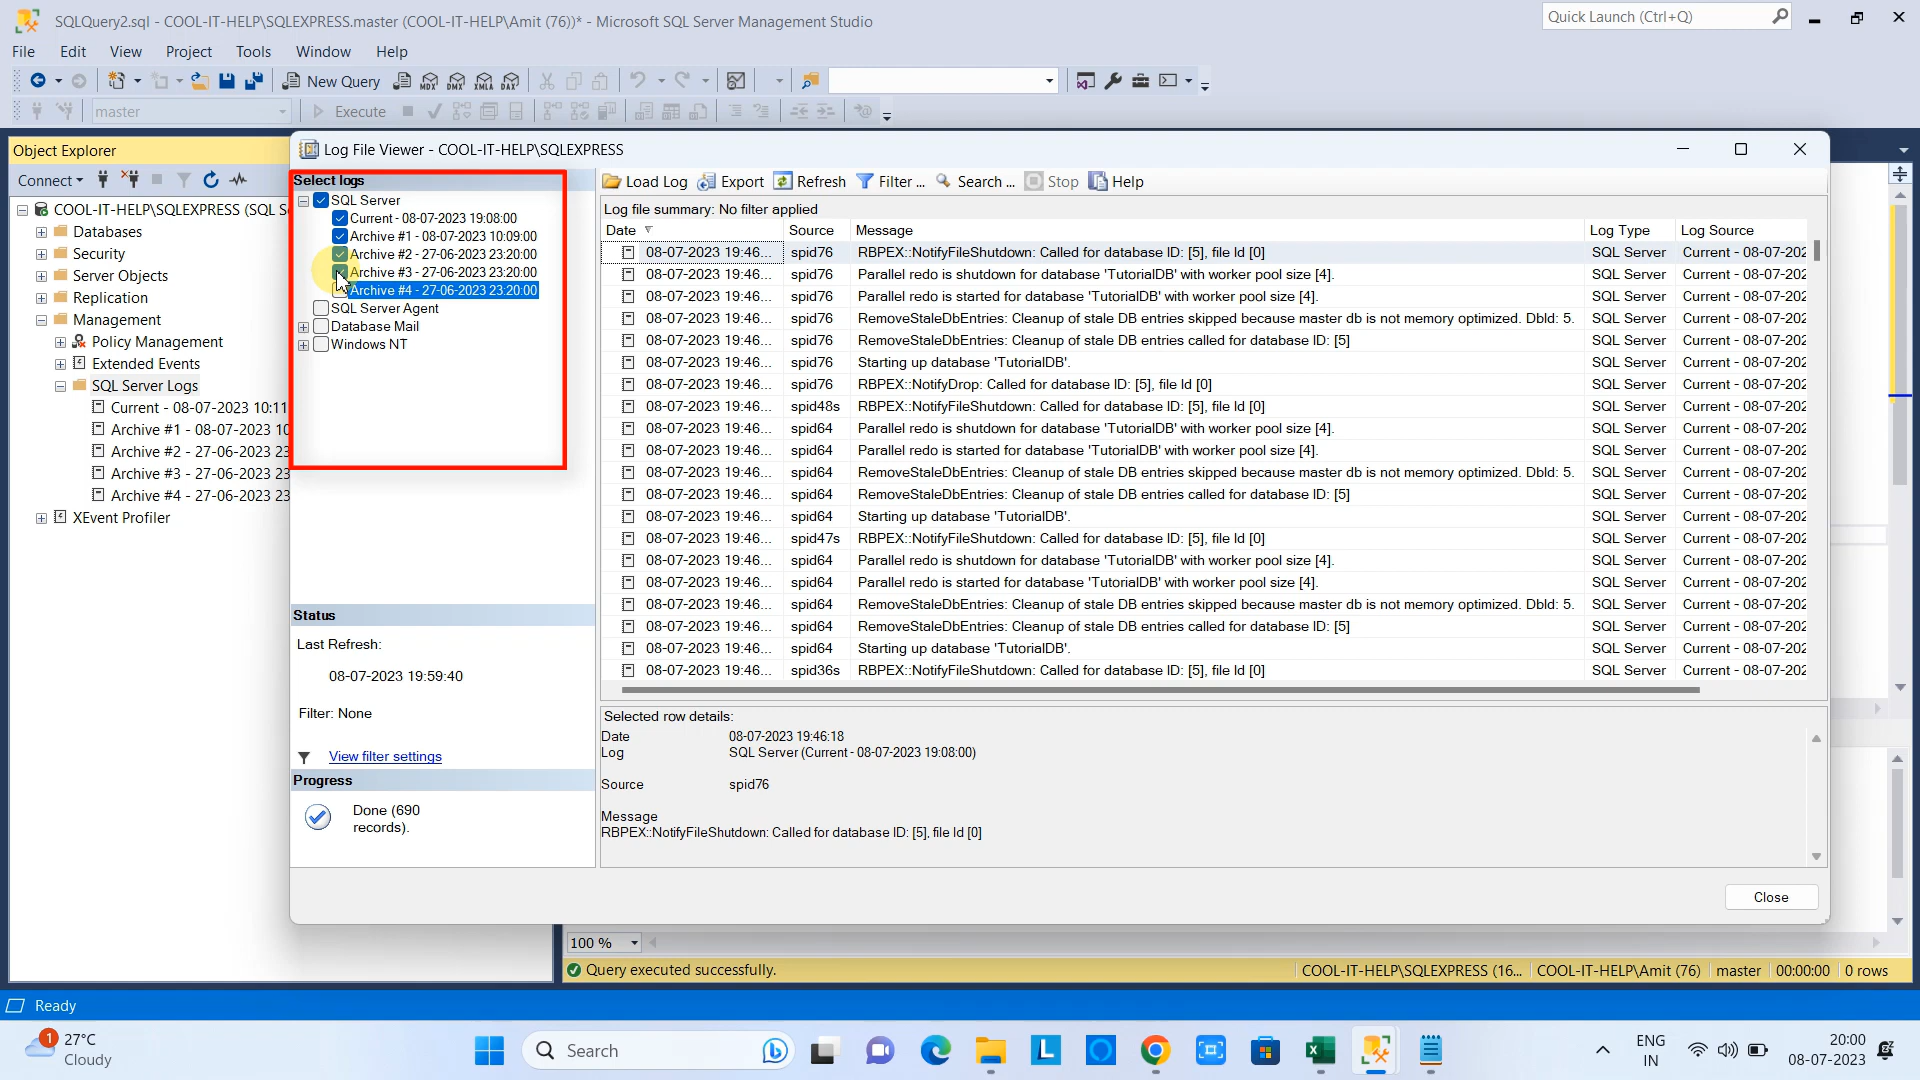 SQLQuery2.sql - COOL-IT-HELP\SQLEXPRESS.master (COOL-IT-HELP\Amit (76))* - Microsoft SQL Server Management Studio
Quick Launch (Ctrl+Q)
File Edit View Project Tools Window Help
New Query MDX DMX XMLA DAX
master Execute
Object Explorer
Connect
COOL-IT-HELP\SQLEXPRESS (SQL S
Databases
Security
Server Objects
Replication
Management
Policy Management
Extended Events
SQL Server Logs
Current - 08-07-2023 10:11
Archive #1 - 08-07-2023 10
Archive #2 - 27-06-2023 23
Archive #3 - 27-06-2023 23
Archive #4 - 27-06-2023 23
XEvent Profiler
Log File Viewer - COOL-IT-HELP\SQLEXPRESS
Select logs
SQL Server
Current - 08-07-2023 19:08:00
Archive #1 - 08-07-2023 10:09:00
Archive #2 - 27-06-2023 23:20:00
Archive #3 - 27-06-2023 23:20:00
Archive #4 - 27-06-2023 23:20:00
SQL Server Agent
Database Mail
Windows NT
Status
Last Refresh:
08-07-2023 19:59:40
Filter: None
View filter settings
Progress
Done (690
records).
Load Log Export Refresh Filter ... Search ... Stop Help
Log file summary: No filter applied
Date Source Message Log Type Log Source
08-07-2023 19:46... spid76 RBPEX::NotifyFileShutdown: Called for database ID: [5], file Id [0] SQL Server Current - 08-07-202
08-07-2023 19:46... spid76 Parallel redo is shutdown for database 'TutorialDB' with worker pool size [4]. SQL Server Current - 08-07-202
08-07-2023 19:46... spid76 Parallel redo is started for database 'TutorialDB' with worker pool size [4]. SQL Server Current - 08-07-202
08-07-2023 19:46... spid76 RemoveStaleDbEntries: Cleanup of stale DB entries skipped because master db is not memory optimized. DbId: 5. SQL Server Current - 08-07-202
08-07-2023 19:46... spid76 RemoveStaleDbEntries: Cleanup of stale DB entries called for database ID: [5] SQL Server Current - 08-07-202
08-07-2023 19:46... spid76 Starting up database 'TutorialDB'. SQL Server Current - 08-07-202
08-07-2023 19:46... spid76 RBPEX::NotifyDrop: Called for database ID: [5], file Id [0] SQL Server Current - 08-07-202
08-07-2023 19:46... spid48s RBPEX::NotifyFileShutdown: Called for database ID: [5], file Id [0] SQL Server Current - 08-07-202
08-07-2023 19:46... spid64 Parallel redo is shutdown for database 'TutorialDB' with worker pool size [4]. SQL Server Current - 08-07-202
08-07-2023 19:46... spid64 Parallel redo is started for database 'TutorialDB' with worker pool size [4]. SQL Server Current - 08-07-202
08-07-2023 19:46... spid64 RemoveStaleDbEntries: Cleanup of stale DB entries skipped because master db is not memory optimized. DbId: 5. SQL Server Current - 08-07-202
08-07-2023 19:46... spid64 RemoveStaleDbEntries: Cleanup of stale DB entries called for database ID: [5] SQL Server Current - 08-07-202
08-07-2023 19:46... spid64 Starting up database 'TutorialDB'. SQL Server Current - 08-07-202
08-07-2023 19:46... spid47s RBPEX::NotifyFileShutdown: Called for database ID: [5], file Id [0] SQL Server Current - 08-07-202
08-07-2023 19:46... spid64 Parallel redo is shutdown for database 'TutorialDB' with worker pool size [4]. SQL Server Current - 08-07-202
08-07-2023 19:46... spid64 Parallel redo is started for database 'TutorialDB' with worker pool size [4]. SQL Server Current - 08-07-202
08-07-2023 19:46... spid64 RemoveStaleDbEntries: Cleanup of stale DB entries skipped because master db is not memory optimized. DbId: 5. SQL Server Current - 08-07-202
08-07-2023 19:46... spid64 RemoveStaleDbEntries: Cleanup of stale DB entries called for database ID: [5] SQL Server Current - 08-07-202
08-07-2023 19:46... spid64 Starting up database 'TutorialDB'. SQL Server Current - 08-07-202
08-07-2023 19:46... spid36s RBPEX::NotifyFileShutdown: Called for database ID: [5], file Id [0] SQL Server Current - 08-07-202
Selected row details:
Date 08-07-2023 19:46:18
Log SQL Server (Current - 08-07-2023 19:08:00)
Source spid76
Message
RBPEX::NotifyFileShutdown: Called for database ID: [5], file Id [0]
Close
100 %
Query executed successfully. COOL-IT-HELP\SQLEXPRESS (16... COOL-IT-HELP\Amit (76) master 00:00:00 0 rows
Ready
1
27°C
Cloudy
Search
ENG
IN
20:00
08-07-2023